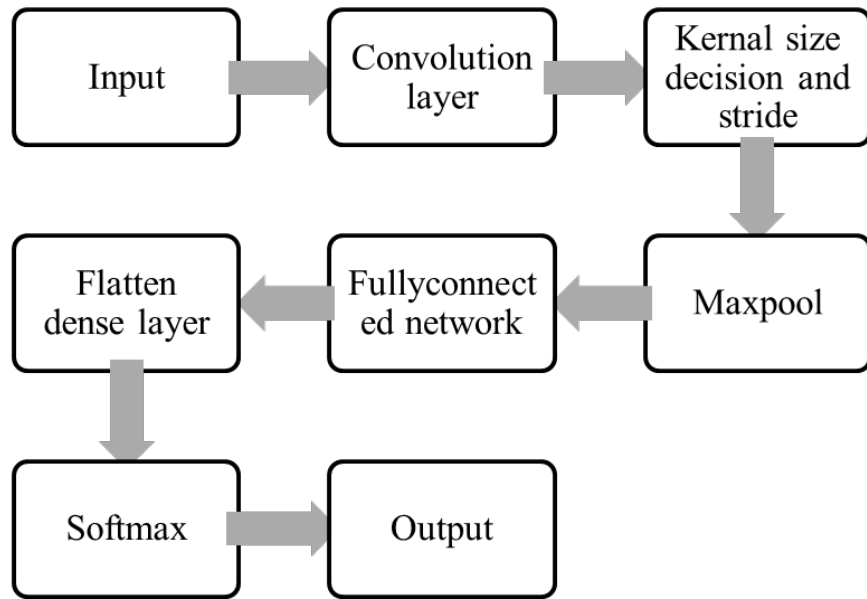 Input
Convolution
layer
Kernal size
decision and
stride
Maxpool
Fullyconnect
ed network
Flatten
dense layer
Softmax
Output